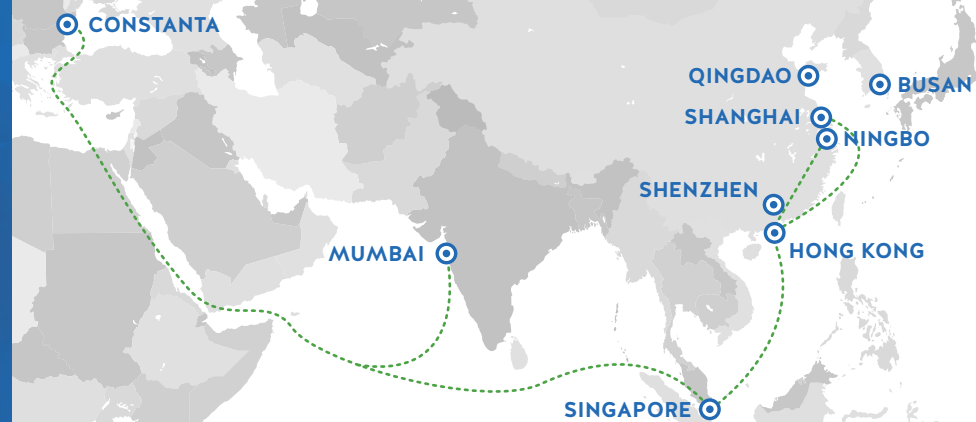 CONSTANTA
QINGDAO
BUSAN
SHANGHAI
NINGBO
SHENZHEN
MUMBAI
HONG KONG
SINGAPORE